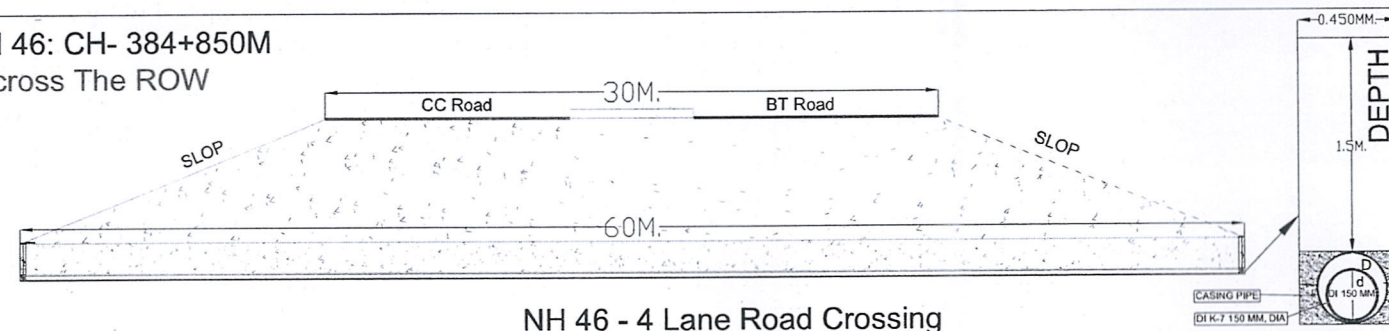 46: CH- 384+850M
cross The ROW
0.450MM.
30M.
CC Road
BT Road
SLOP
SLOP
DEPTH
1.5M.
60M.
D
d
DI 150 MM
CASING PIPE
DI K-7 150 MM, DIA
NH 46 - 4 Lane Road Crossing